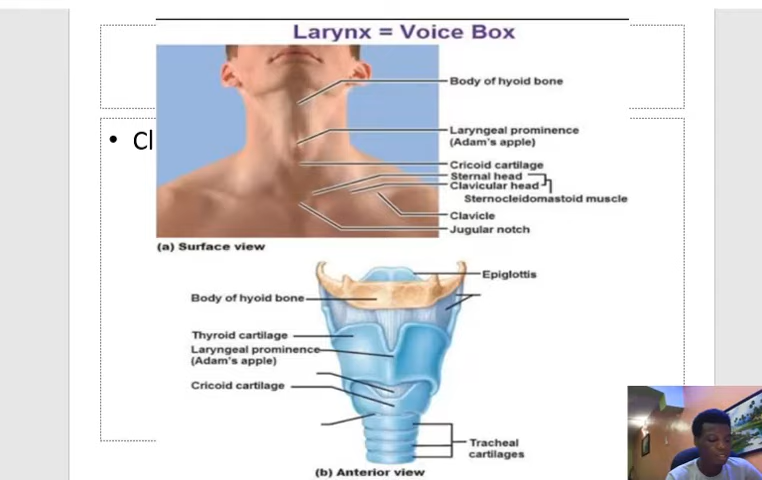 Larynx = Voice Box
• Cl
Body of hyoid bone
Laryngeal prominence
(Adam's apple)
Cricoid cartilage
Sternal head
Clavicular head
Sternocleidomastoid muscle
Clavicle
Jugular notch
(a) Surface view
Epiglottis
Body of hyoid bone
Thyroid cartilage
Laryngeal prominence
(Adam's apple)
Cricoid cartilage
Tracheal
cartilages
(b) Anterior view